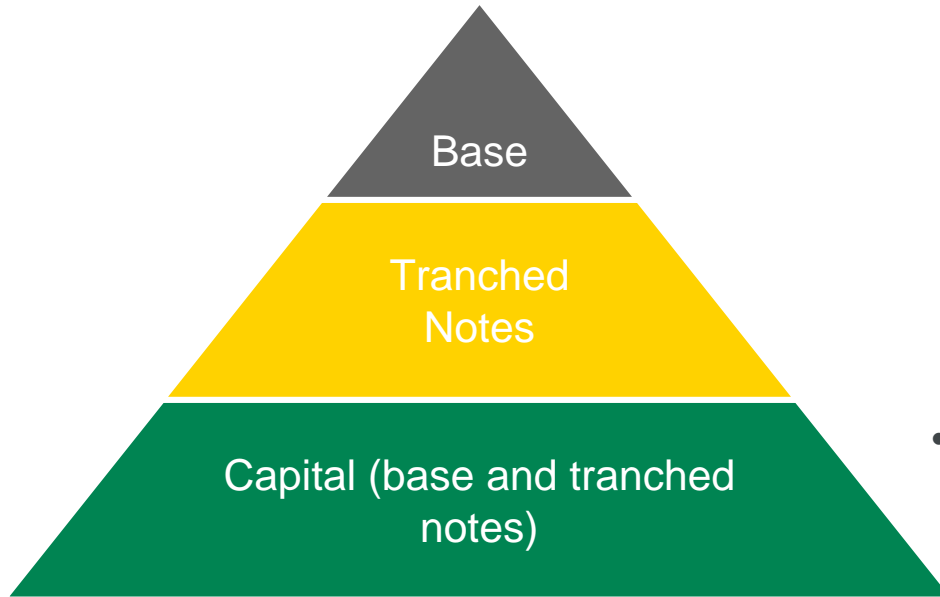 Base
Tranched
Notes
Capital (base and tranched
notes)
•